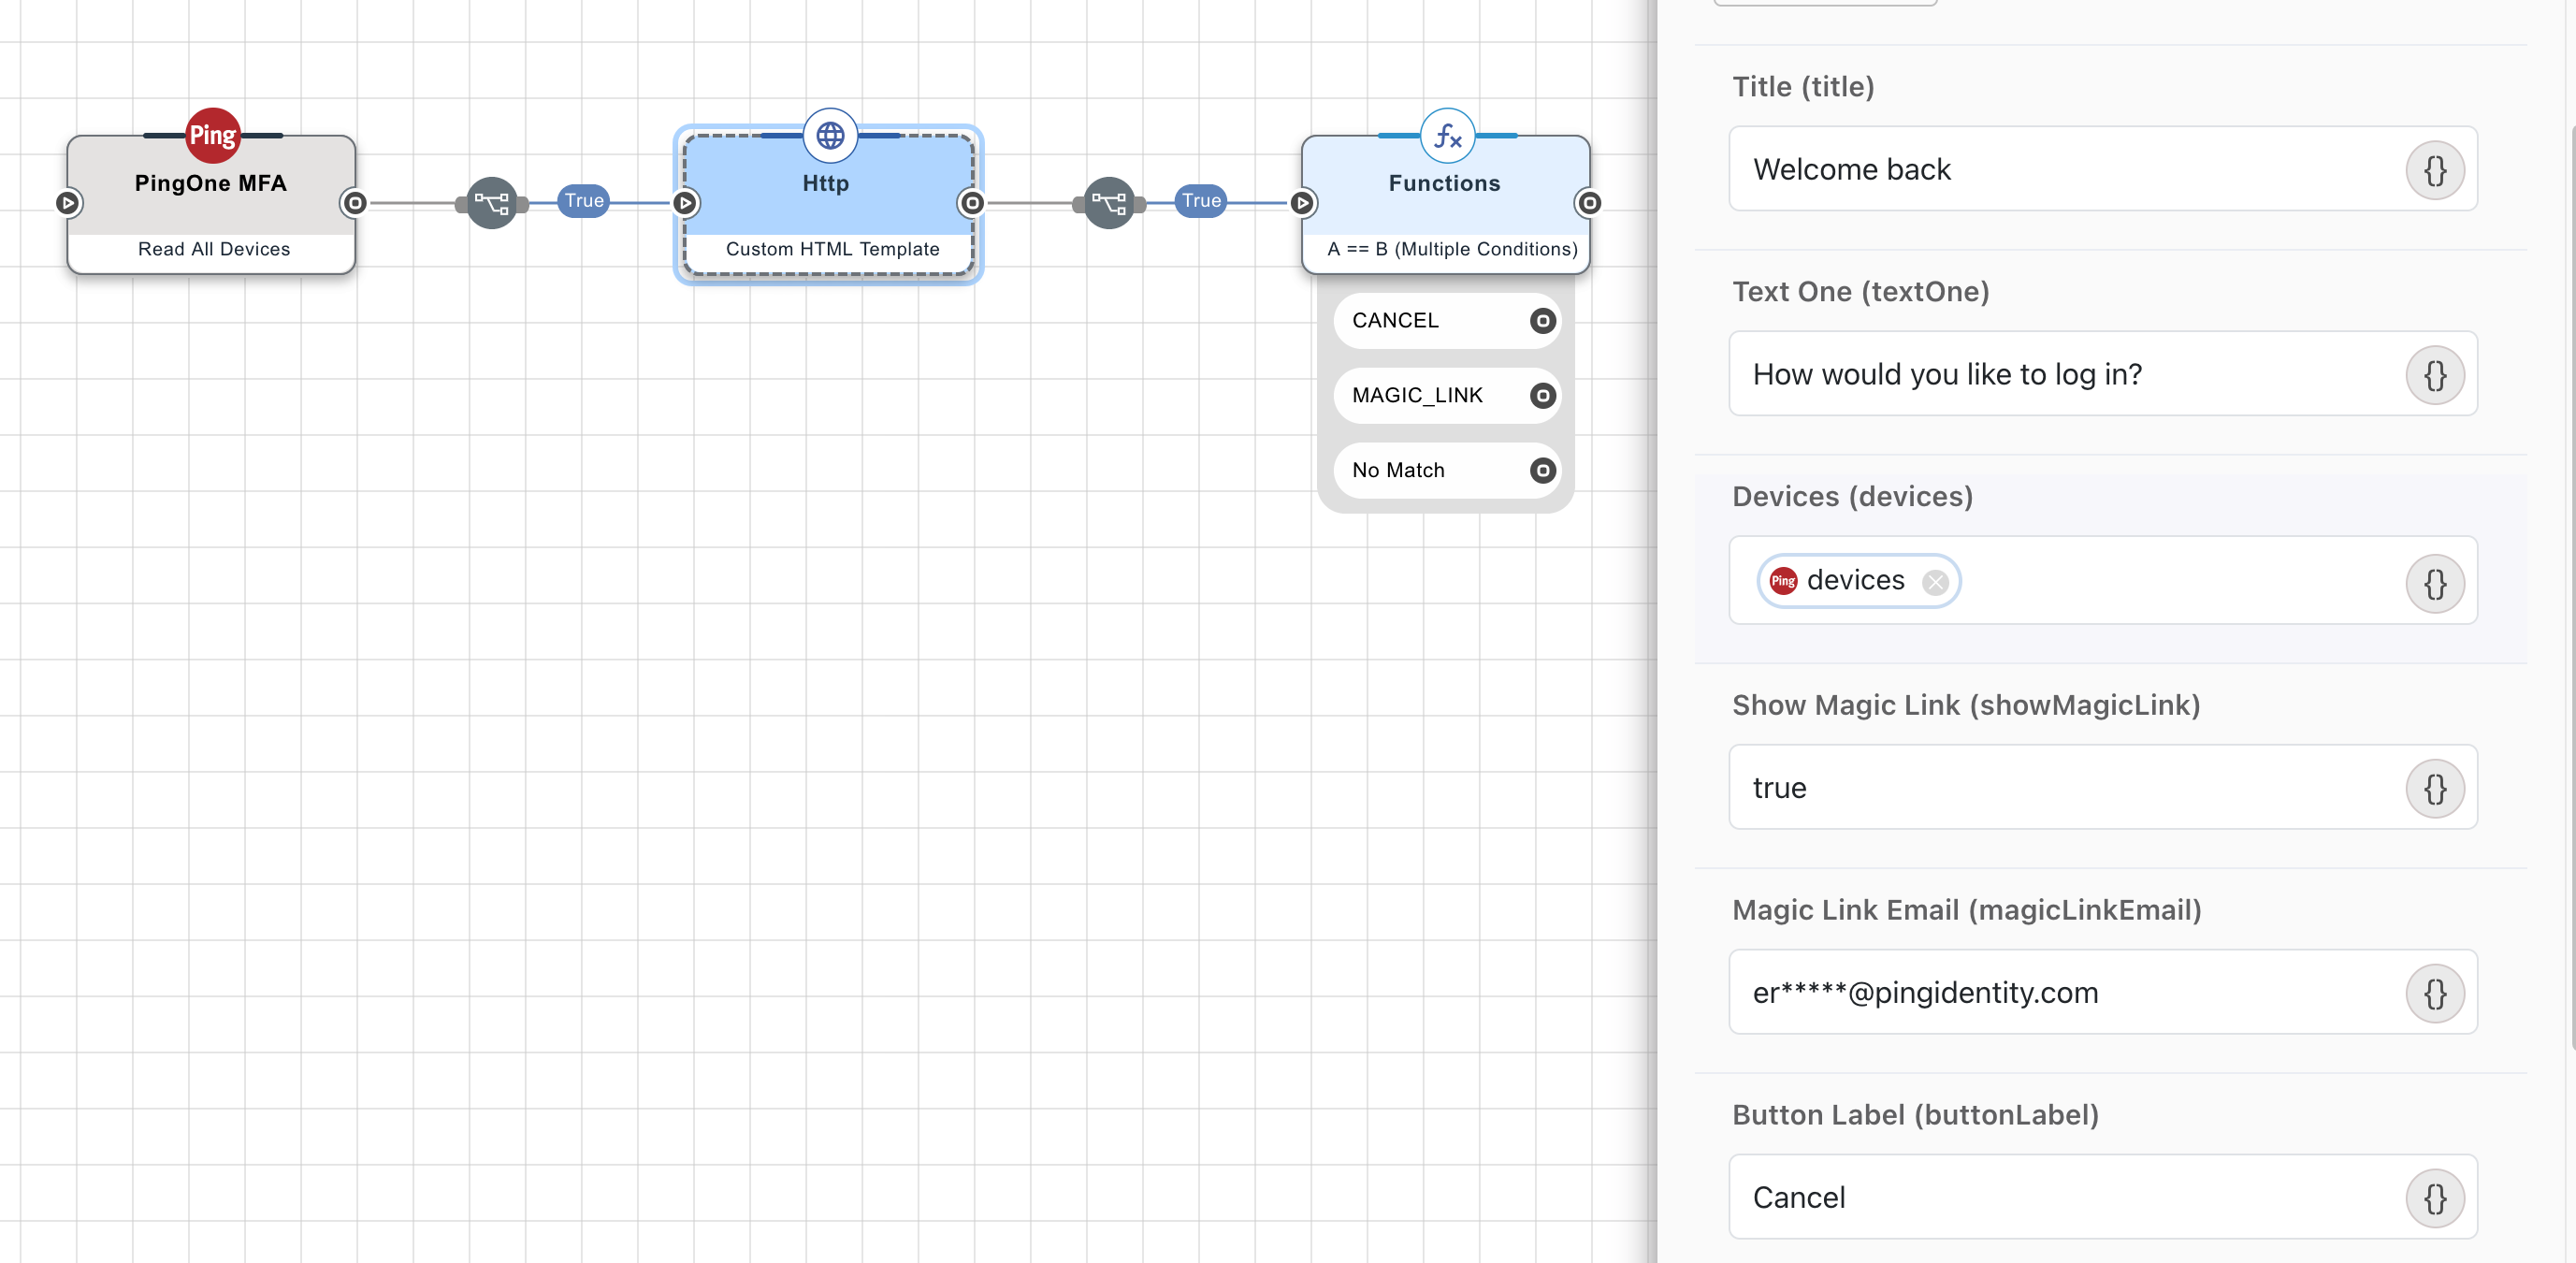 Ping
PingOne MFA
Read All Devices
True
Http
Custom HTML Template
True
fx
Functions
A == B (Multiple Conditions)
CANCEL
MAGIC_LINK
No Match
Title (title)
Welcome back
{}
Text One (textOne)
How would you like to log in?
{}
Devices (devices)
Ping devices
{}
Show Magic Link (showMagicLink)
true
{}
Magic Link Email (magicLinkEmail)
er*****@pingidentity.com
{}
Button Label (buttonLabel)
Cancel
{}